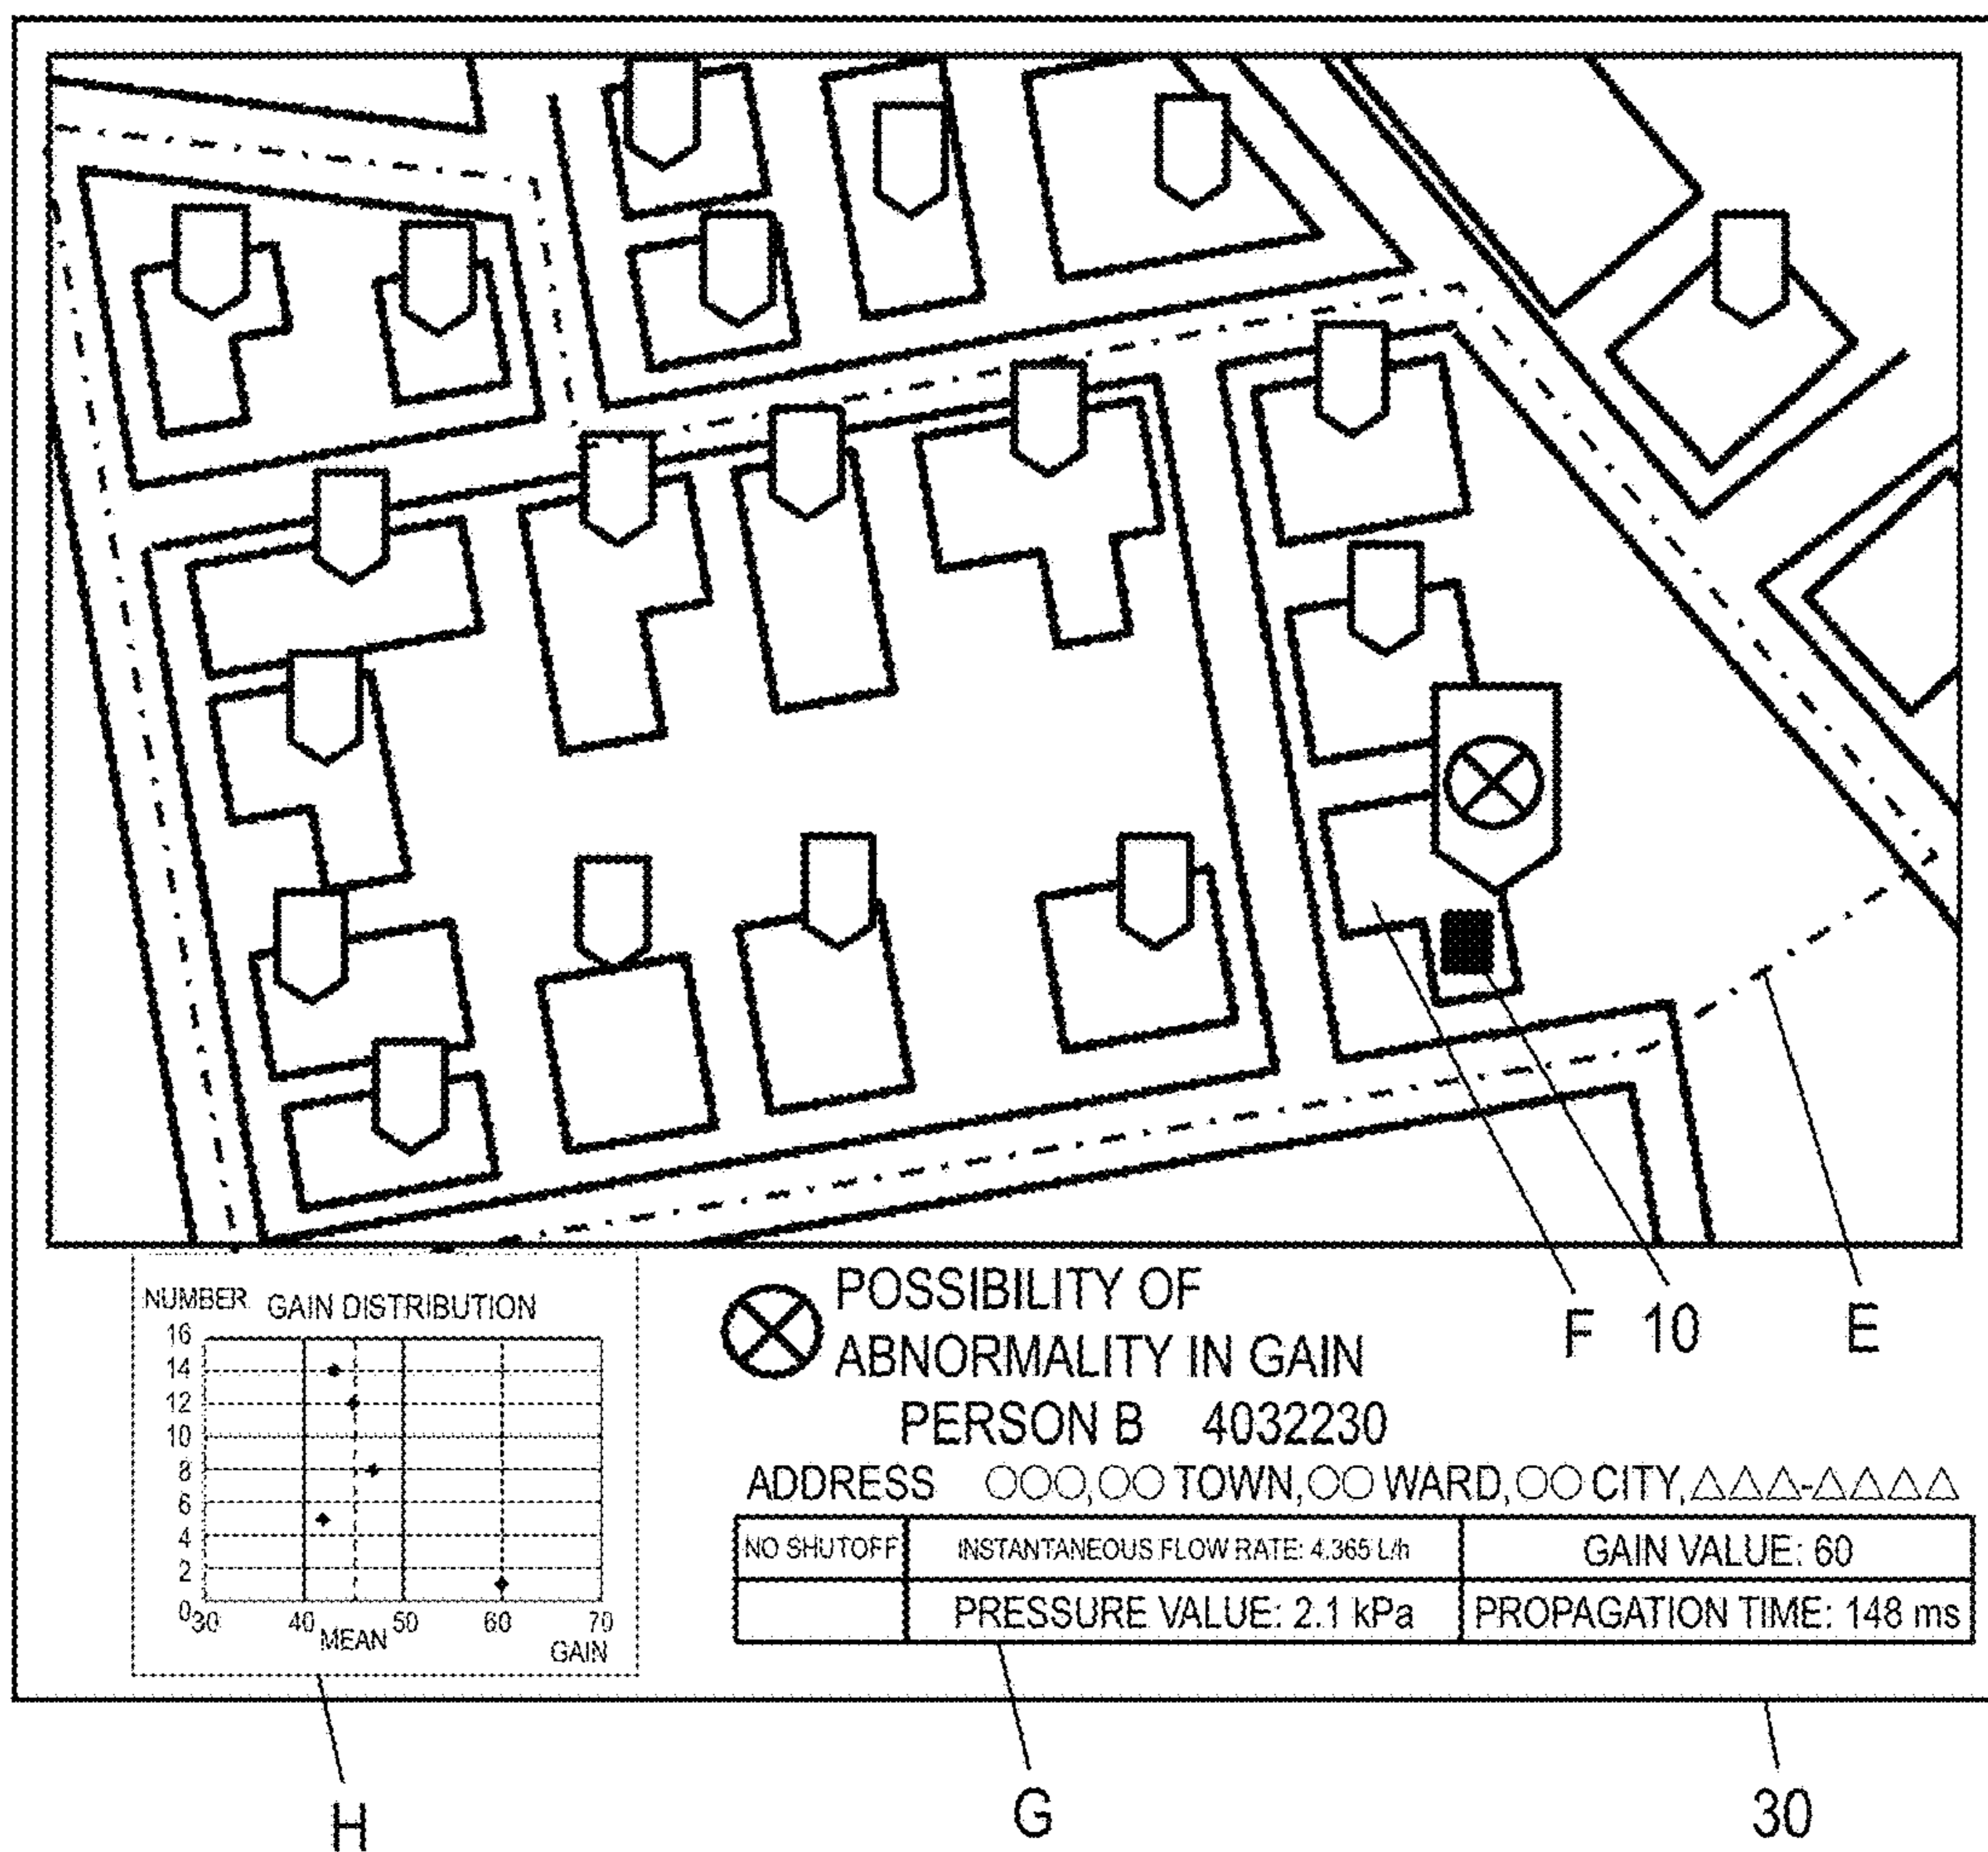 NUMBER GAIN DISTRIBUTION
16
14
12
10
8
6
4
2
0
30 40 50 60 70
MEAN
GAIN
POSSIBILITY OF
ABNORMALITY IN GAIN
PERSON B 4032230
ADDRESS ○○○,○○ TOWN,○○ WARD,○○ CITY,△△△-△△△△
NO SHUTOFF INSTANTANEOUS FLOW RATE: 4.365 L/h GAIN VALUE: 60
PRESSURE VALUE: 2.1 kPa PROPAGATION TIME: 148 ms
F 10 E
H G 30